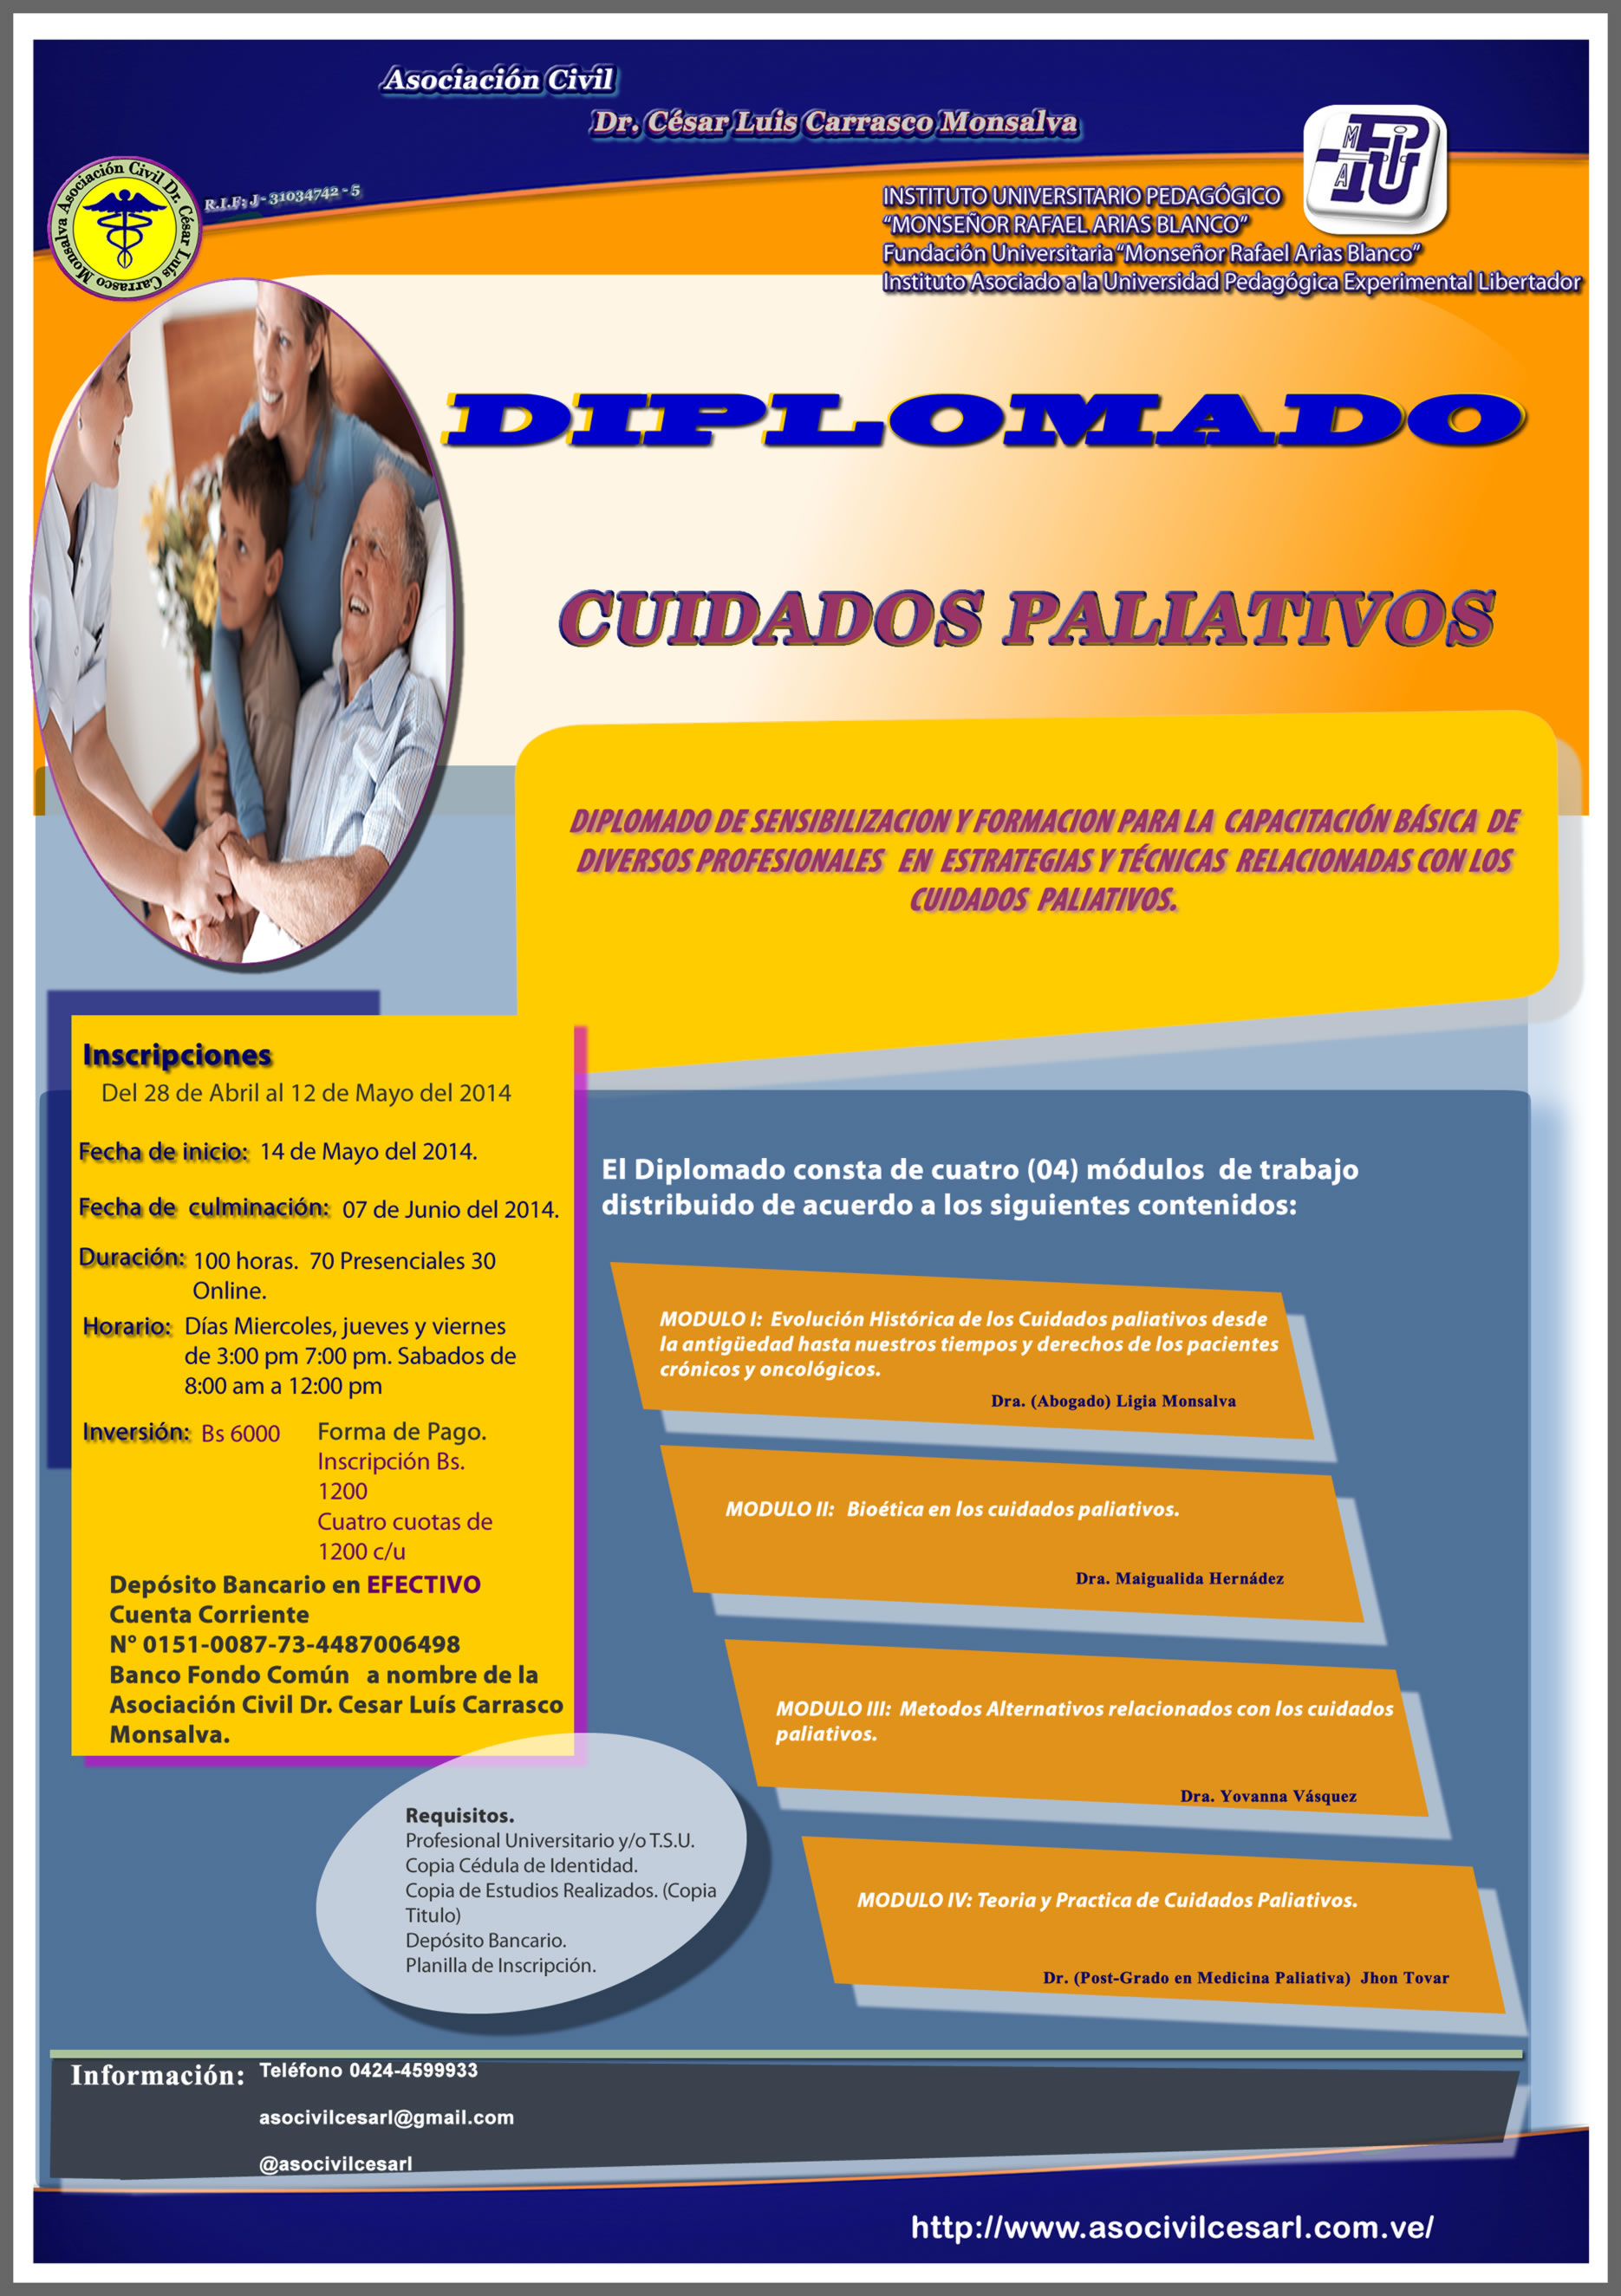 Asociación Civil
Dr. César Luis Carrasco Monsalva
Asociación Civil Dr. César Luis Carrasco Monsalva
R.I.F: J- 31034742 - 5
INSTITUTO UNIVERSITARIO PEDAGÓGICO
“MONSEÑOR RAFAEL ARIAS BLANCO”
Fundación Universitaria “Monseñor Rafael Arias Blanco”
Instituto Asociado a la Universidad Pedagógica Experimental Libertador
DIPLOMADO
CUIDADOS PALIATIVOS
DIPLOMADO DE SENSIBILIZACION Y FORMACION PARA LA CAPACITACIÓN BÁSICA DE
DIVERSOS PROFESIONALES EN ESTRATEGIAS Y TÉCNICAS RELACIONADAS CON LOS
CUIDADOS PALIATIVOS.
Inscripciones
Del 28 de Abril al 12 de Mayo del 2014
Fecha de inicio: 14 de Mayo del 2014.
Fecha de culminación: 07 de Junio del 2014.
Duración: 100 horas. 70 Presenciales 30
Online.
Horario: Días Miercoles, jueves y viernes
de 3:00 pm 7:00 pm. Sabados de
8:00 am a 12:00 pm
Inversión: Bs 6000 Forma de Pago.
Inscripción Bs.
1200
Cuatro cuotas de
1200 c/u
Depósito Bancario en EFECTIVO
Cuenta Corriente
N° 0151-0087-73-4487006498
Banco Fondo Común a nombre de la
Asociación Civil Dr. Cesar Luís Carrasco
Monsalva.
Requisitos.
Profesional Universitario y/o T.S.U.
Copia Cédula de Identidad.
Copia de Estudios Realizados. (Copia
Titulo)
Depósito Bancario.
Planilla de Inscripción.
El Diplomado consta de cuatro (04) módulos de trabajo
distribuido de acuerdo a los siguientes contenidos:
MODULO I: Evolución Histórica de los Cuidados paliativos desde
la antigüedad hasta nuestros tiempos y derechos de los pacientes
crónicos y oncológicos.
Dra. (Abogado) Ligia Monsalva
MODULO II: Bioética en los cuidados paliativos.
Dra. Maigualida Hernádez
MODULO III: Metodos Alternativos relacionados con los cuidados
paliativos.
Dra. Yovanna Vásquez
MODULO IV: Teoria y Practica de Cuidados Paliativos.
Dr. (Post-Grado en Medicina Paliativa) Jhon Tovar
Información: Teléfono 0424-4599933
asocivilcesarl@gmail.com
@asocivilcesarl
http://www.asocivilcesarl.com.ve/